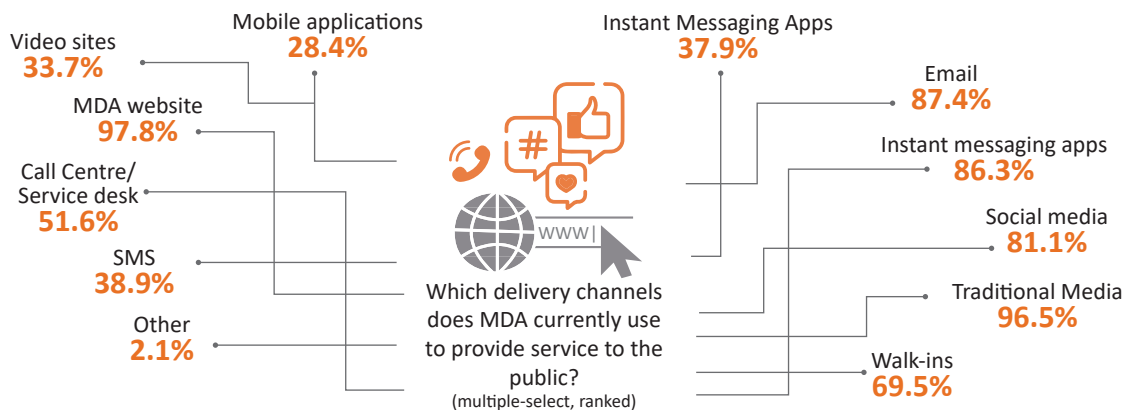 Mobile applications
28.4%
Instant Messaging Apps
37.9%
Video sites
33.7%
Email
87.4%
MDA website
97.8%
Instant messaging apps
86.3%
Call Centre/
Service desk
51.6%
Social media
81.1%
SMS
38.9%
Traditional Media
96.5%
Other
2.1%
Walk-ins
69.5%
#
WWW|
Which delivery channels
does MDA currently use
to provide service to the
public?
(multiple-select, ranked)